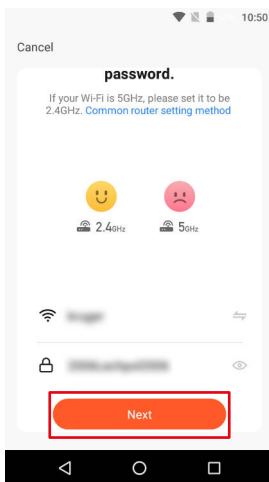 10:50
Cancel
password.
If your Wi-Fi is 5GHz, please set it to be
2.4GHz. Common router setting method
2.4GHz 5GHz
Next